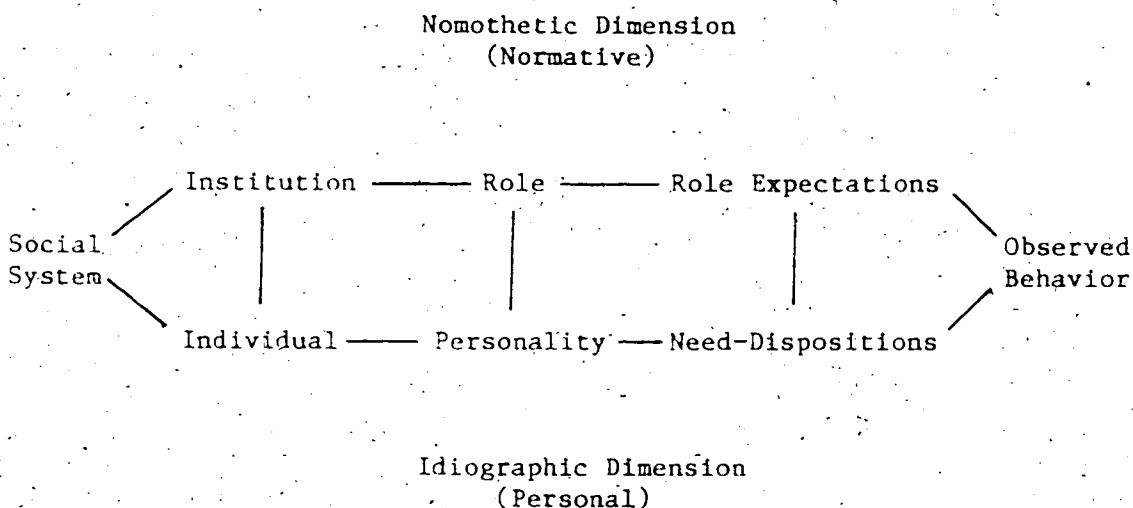 Nomothetic Dimension
(Normative)
Institution Role Role Expectations
Social
System
Observed
Behavior
Individual Personality Need-Dispositions
Idiographic Dimension
(Personal)